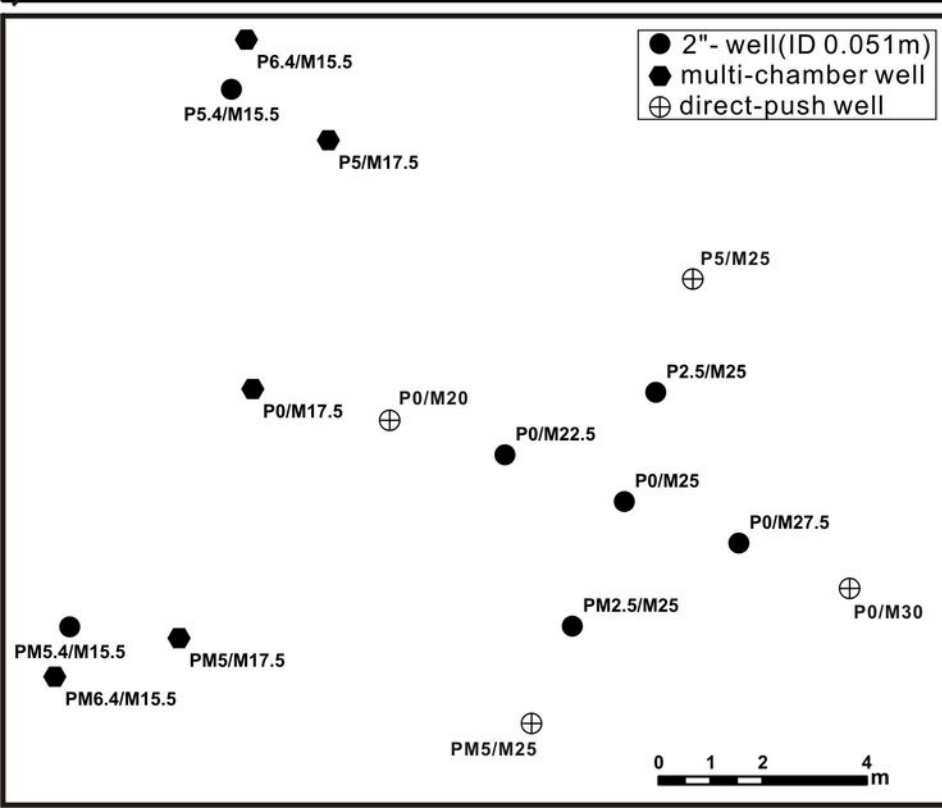 2"- well(ID 0.051m)
multi-chamber well
direct-push well
P6.4/M15.5
P5.4/M15.5
P5/M17.5
P5/M25
P2.5/M25
P0/M20
P0/M17.5
P0/M22.5
P0/M25
P0/M27.5
PM2.5/M25
P0/M30
PM5.4/M15.5
PM5/M17.5
PM6.4/M15.5
PM5/M25
0 1 2 4
m